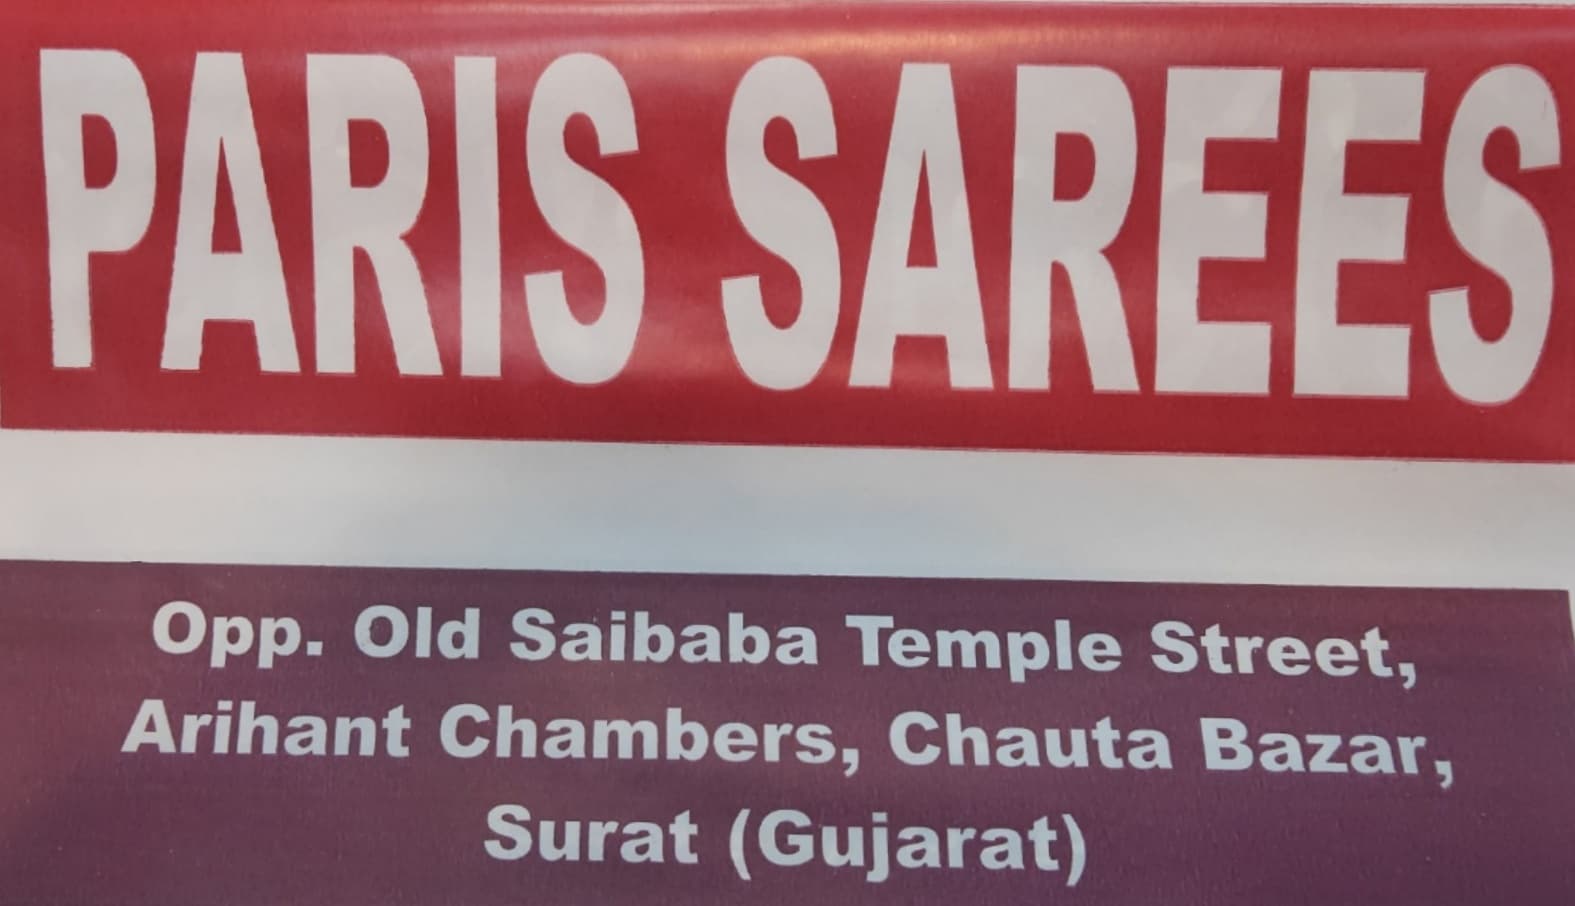 PARIS SAREES
Opp. Old Saibaba Temple Street,
Arihant Chambers, Chauta Bazar,
Surat (Gujarat)